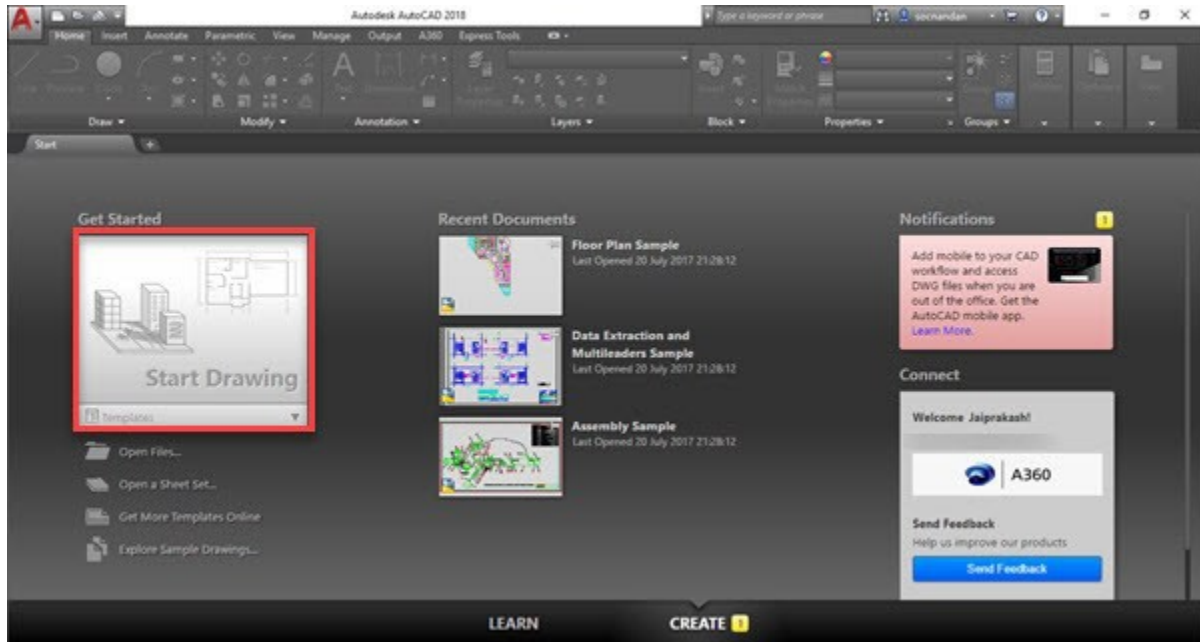 Autodesk AutoCAD 2018
Type a keyword or phrase
socnandan
Home Insert Annotate Parametric View Manage Output A360 Express Tools
Draw Modify Annotation Layers Block Properties Groups
Start
Get Started
Start Drawing
Templates
Open Files...
Open a Sheet Set...
Get More Templates Online
Explore Sample Drawings...
Recent Documents
Floor Plan Sample
Last Opened 20 July 2017 21:28:12
Data Extraction and
Multileaders Sample
Last Opened 20 July 2017 21:28:12
Assembly Sample
Last Opened 20 July 2017 21:28:12
Notifications
1
Add mobile to your CAD
workflow and access
DWG files when you are
out of the office. Get the
AutoCAD mobile app.
Learn More.
Connect
Welcome Jaiprakash!
A360
Send Feedback
Help us improve our products
Send Feedback
LEARN CREATE 1